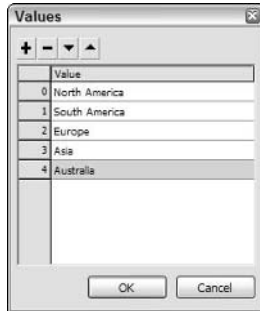 Values
Value
0 North America
1 South America
2 Europe
3 Asia
4 Australia
OK Cancel